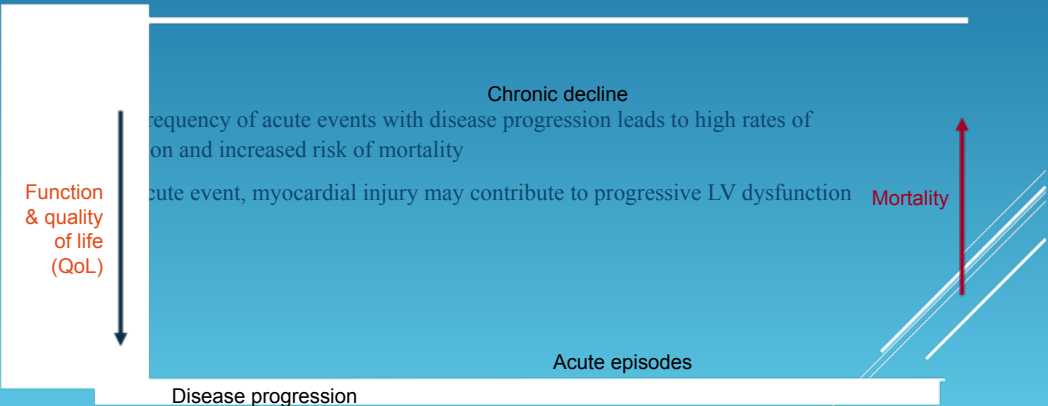 Chronic decline
requency of acute events with disease progression leads to high rates of
on and increased risk of mortality
cute event, myocardial injury may contribute to progressive LV dysfunction
Function
& quality
of life
(QoL)
Mortality
Acute episodes
Disease progression